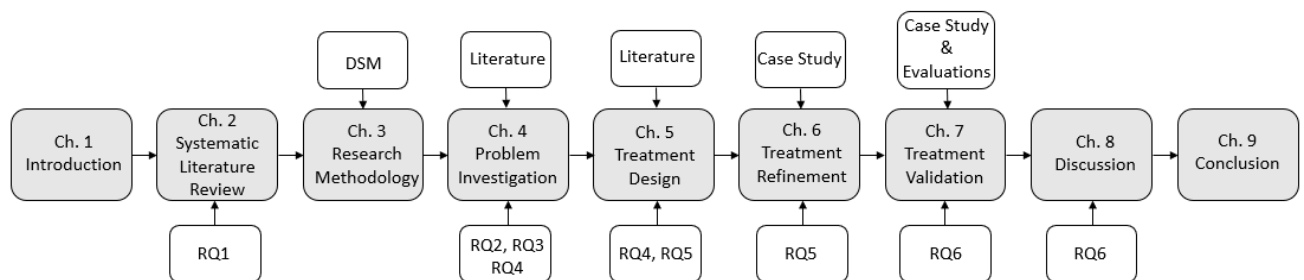 DSM
Literature
Literature
Case Study
Case Study
&
Evaluations
Ch. 1
Introduction
Ch. 2
Systematic
Literature
Review
Ch. 3
Research
Methodology
Ch. 4
Problem
Investigation
Ch. 5
Treatment
Design
Ch. 6
Treatment
Refinement
Ch. 7
Treatment
Validation
Ch. 8
Discussion
Ch. 9
Conclusion
RQ1
RQ2, RQ3
RQ4
RQ4, RQ5
RQ5
RQ6
RQ6